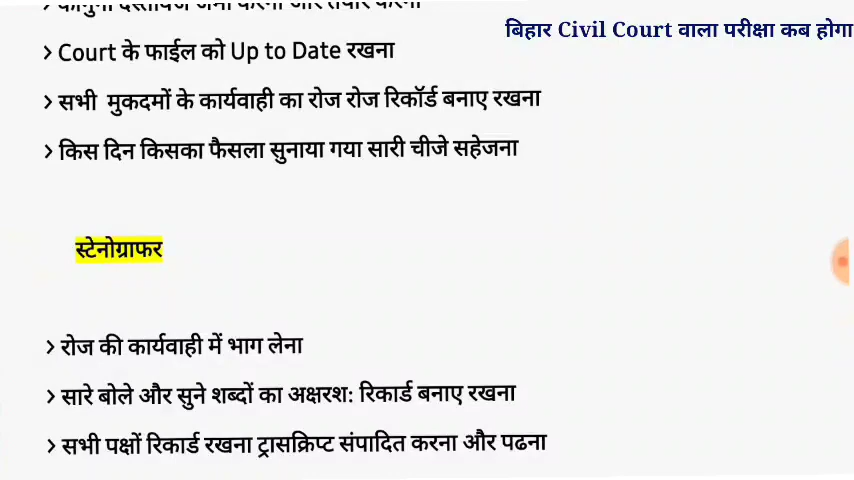 बिहार Civil Court वाला परीक्षा कब होगा
> Court के फाईल को Up to Date रखना
> सभी मुकदमों के कार्यवाही का रोज रोज रिकॉर्ड बनाए रखना
> किस दिन किसका फैसला सुनाया गया सारी चीजे सहेजना
स्टेनोग्राफर
> रोज की कार्यवाही में भाग लेना
> सारे बोले और सुने शब्दों का अक्षरश: रिकार्ड बनाए रखना
> सभी पक्षों रिकार्ड रखना ट्रासक्रिप्ट संपादित करना और पढना